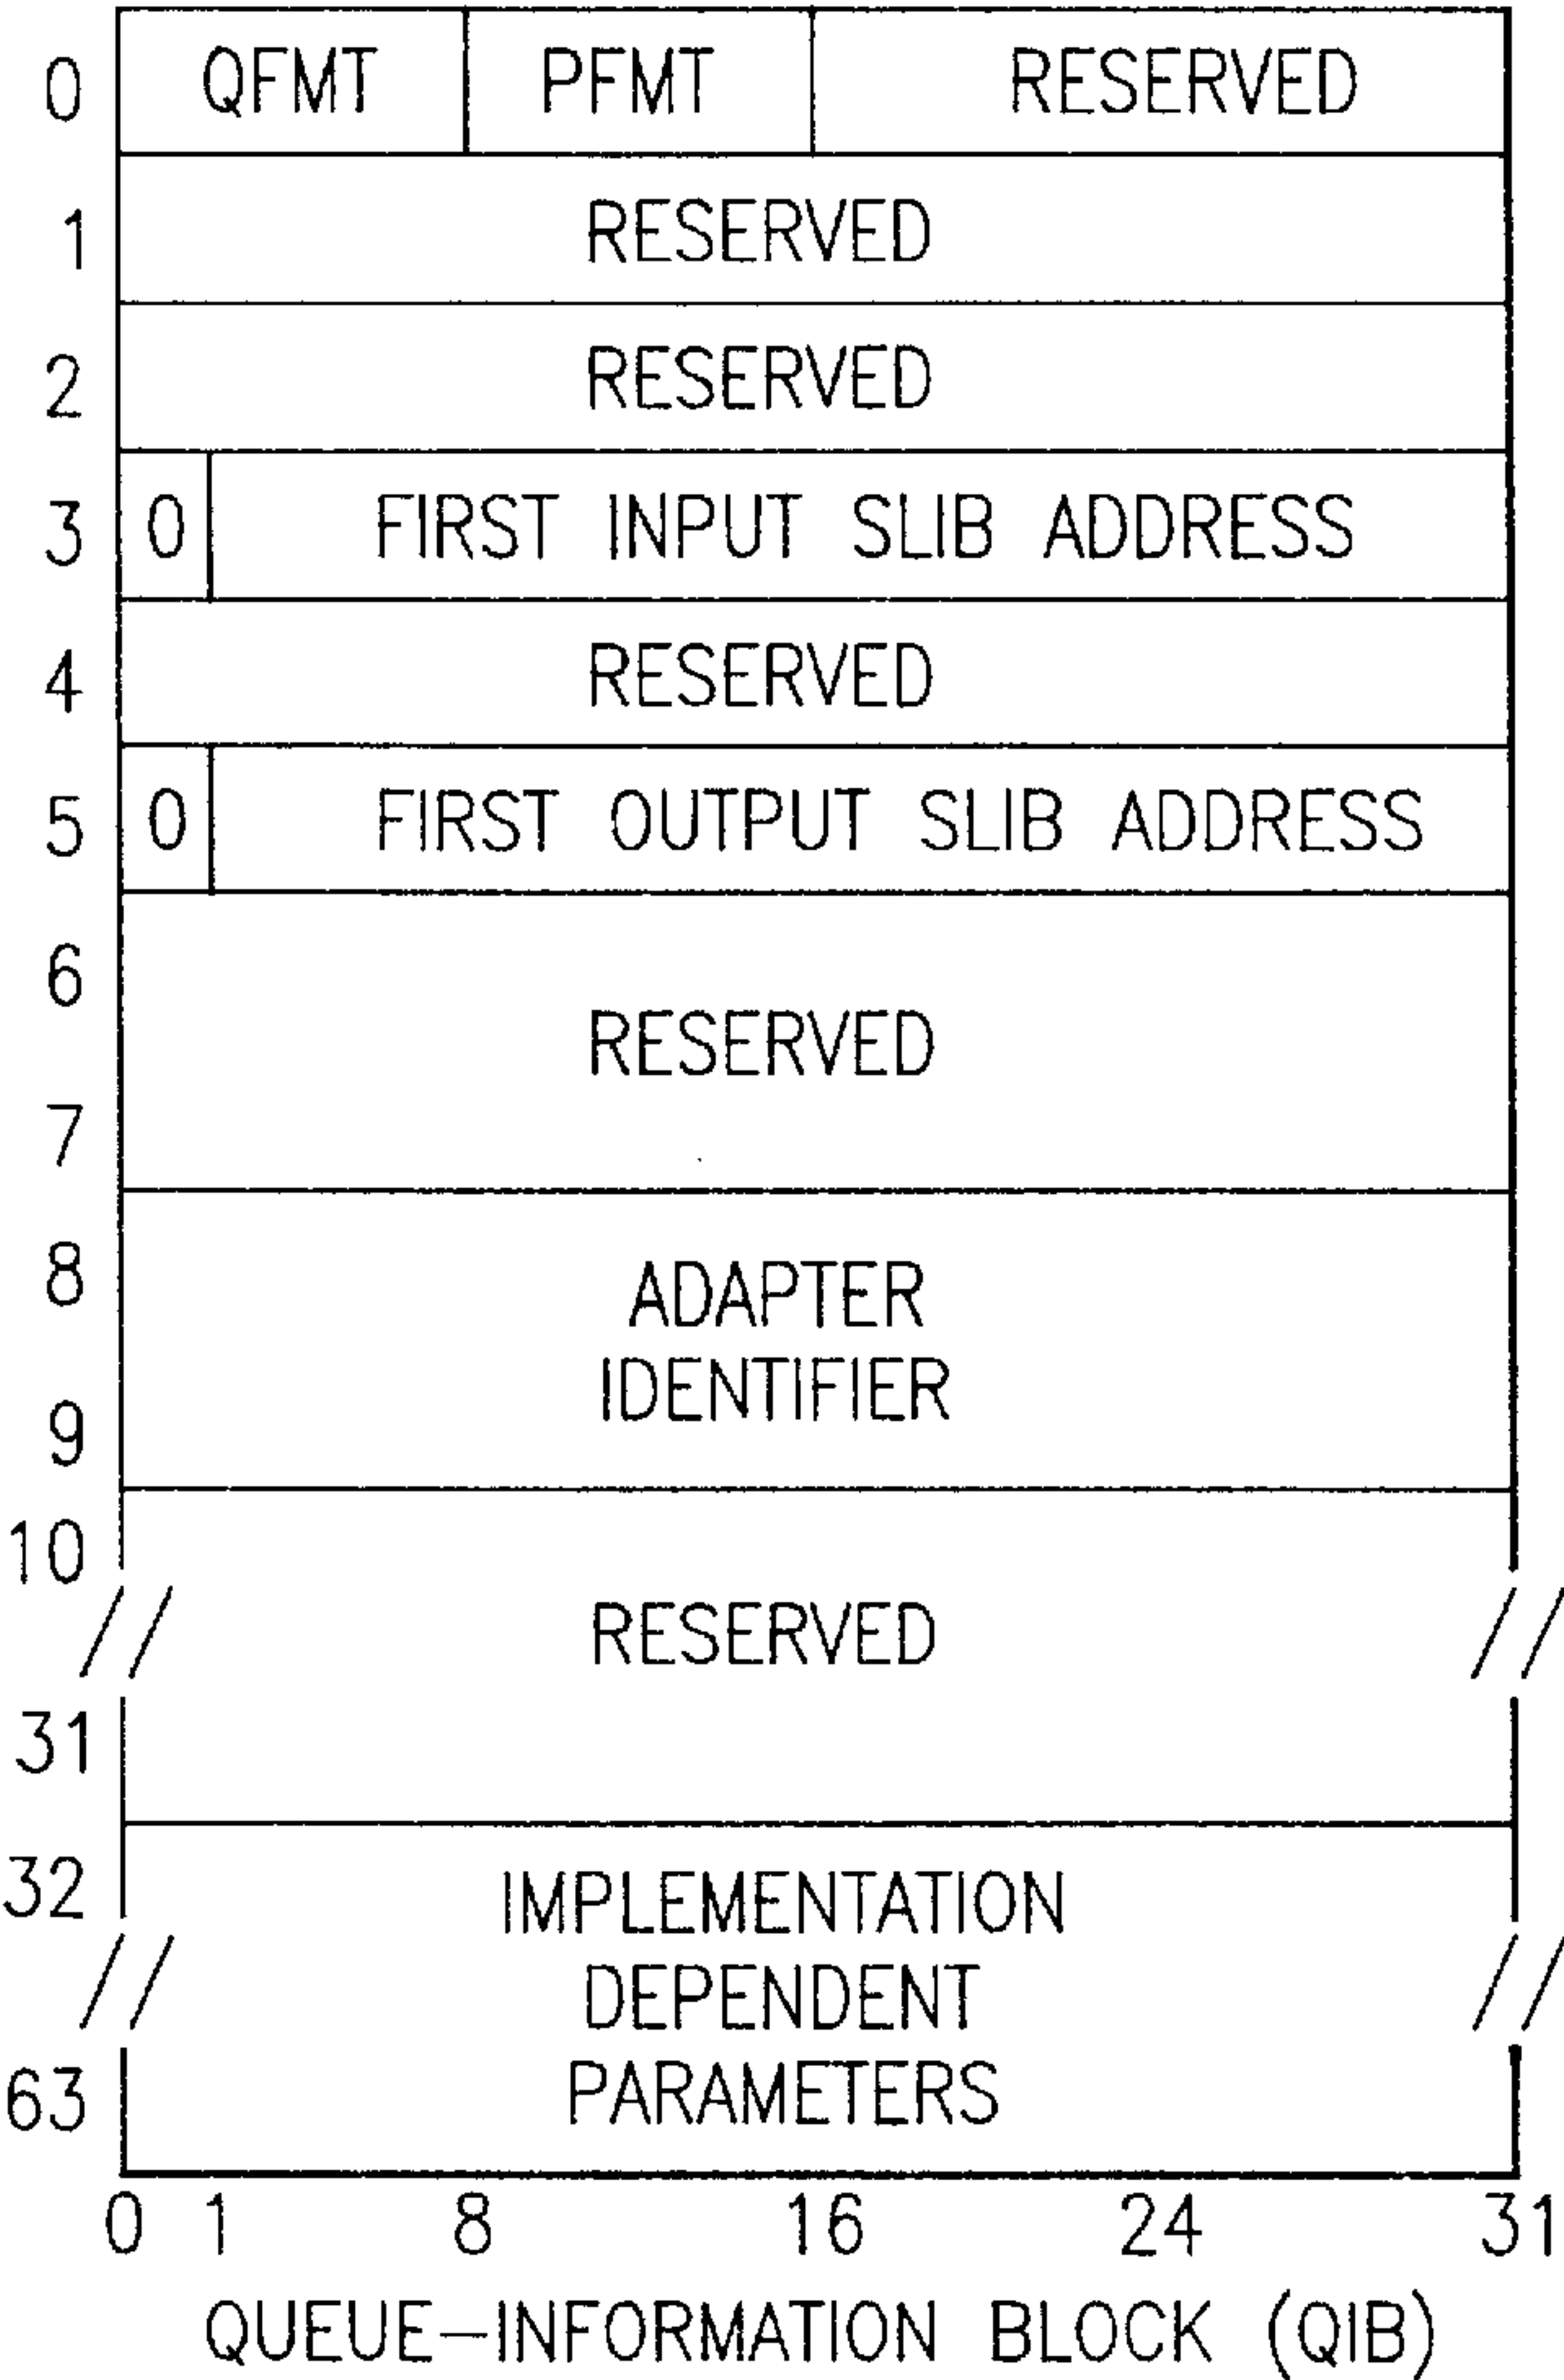 0 QFMT PFMT RESERVED
1 RESERVED
2 RESERVED
3 0 FIRST INPUT SLIB ADDRESS
4 RESERVED
5 0 FIRST OUTPUT SLIB ADDRESS
6
RESERVED
7
8
ADAPTER
IDENTIFIER
9
10
RESERVED
31
32
IMPLEMENTATION
DEPENDENT
PARAMETERS
63
0 1 8 16 24 31
QUEUE-INFORMATION BLOCK (QIB)